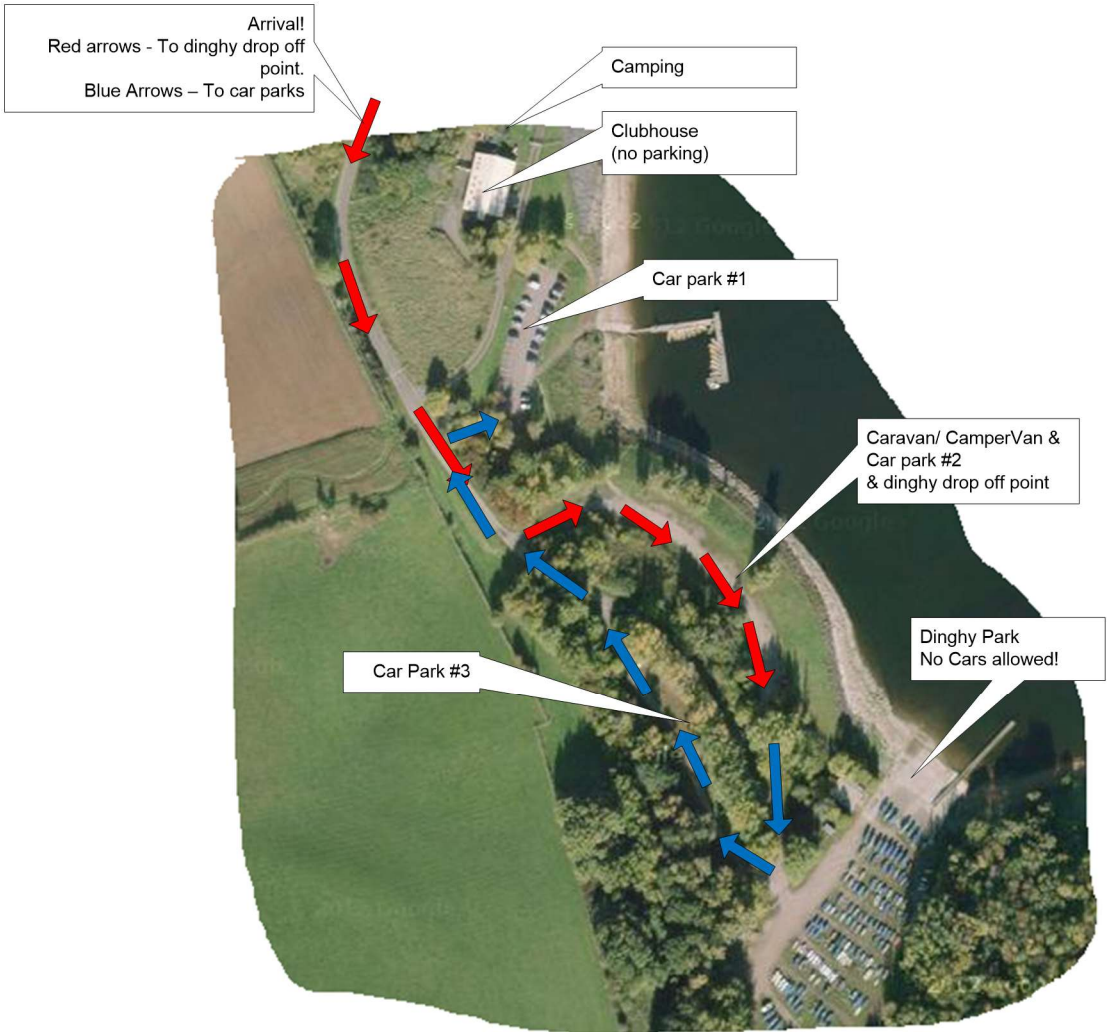 Arrival!
Red arrows - To dinghy drop off
point.
Blue Arrows – To car parks
Camping
Clubhouse
(no parking)
Car park #1
Caravan/ CamperVan &
Car park #2
& dinghy drop off point
Dinghy Park
No Cars allowed!
Car Park #3